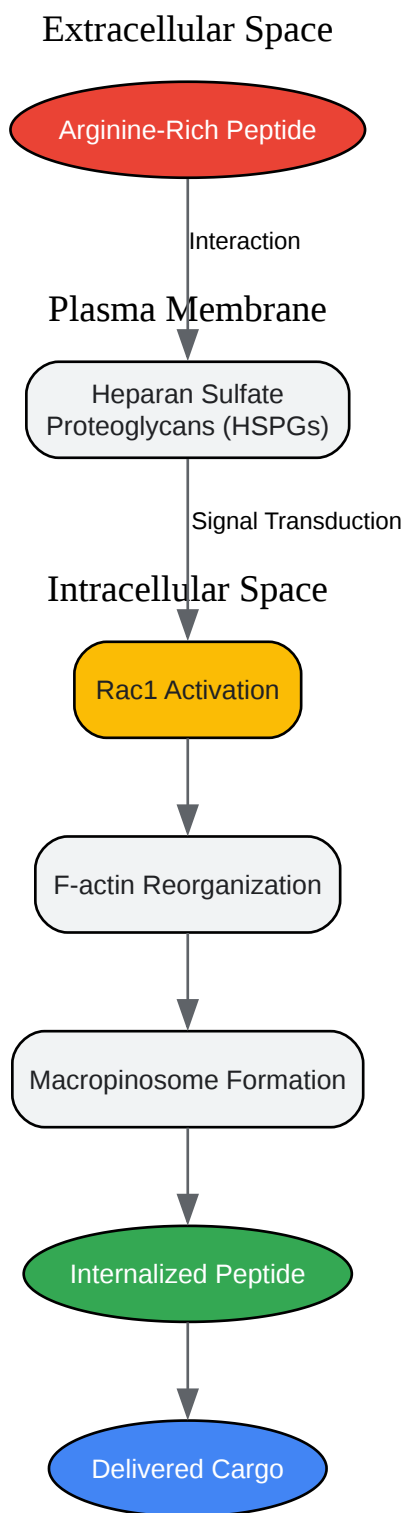 Extracellular Space
Arginine-Rich Peptide
Interaction
Plasma Membrane
Heparan Sulfate
Proteoglycans (HSPGs)
Signal Transduction
Intracellular Space
Rac1 Activation
F-actin Reorganization
Macropinosome Formation
Internalized Peptide
Delivered Cargo